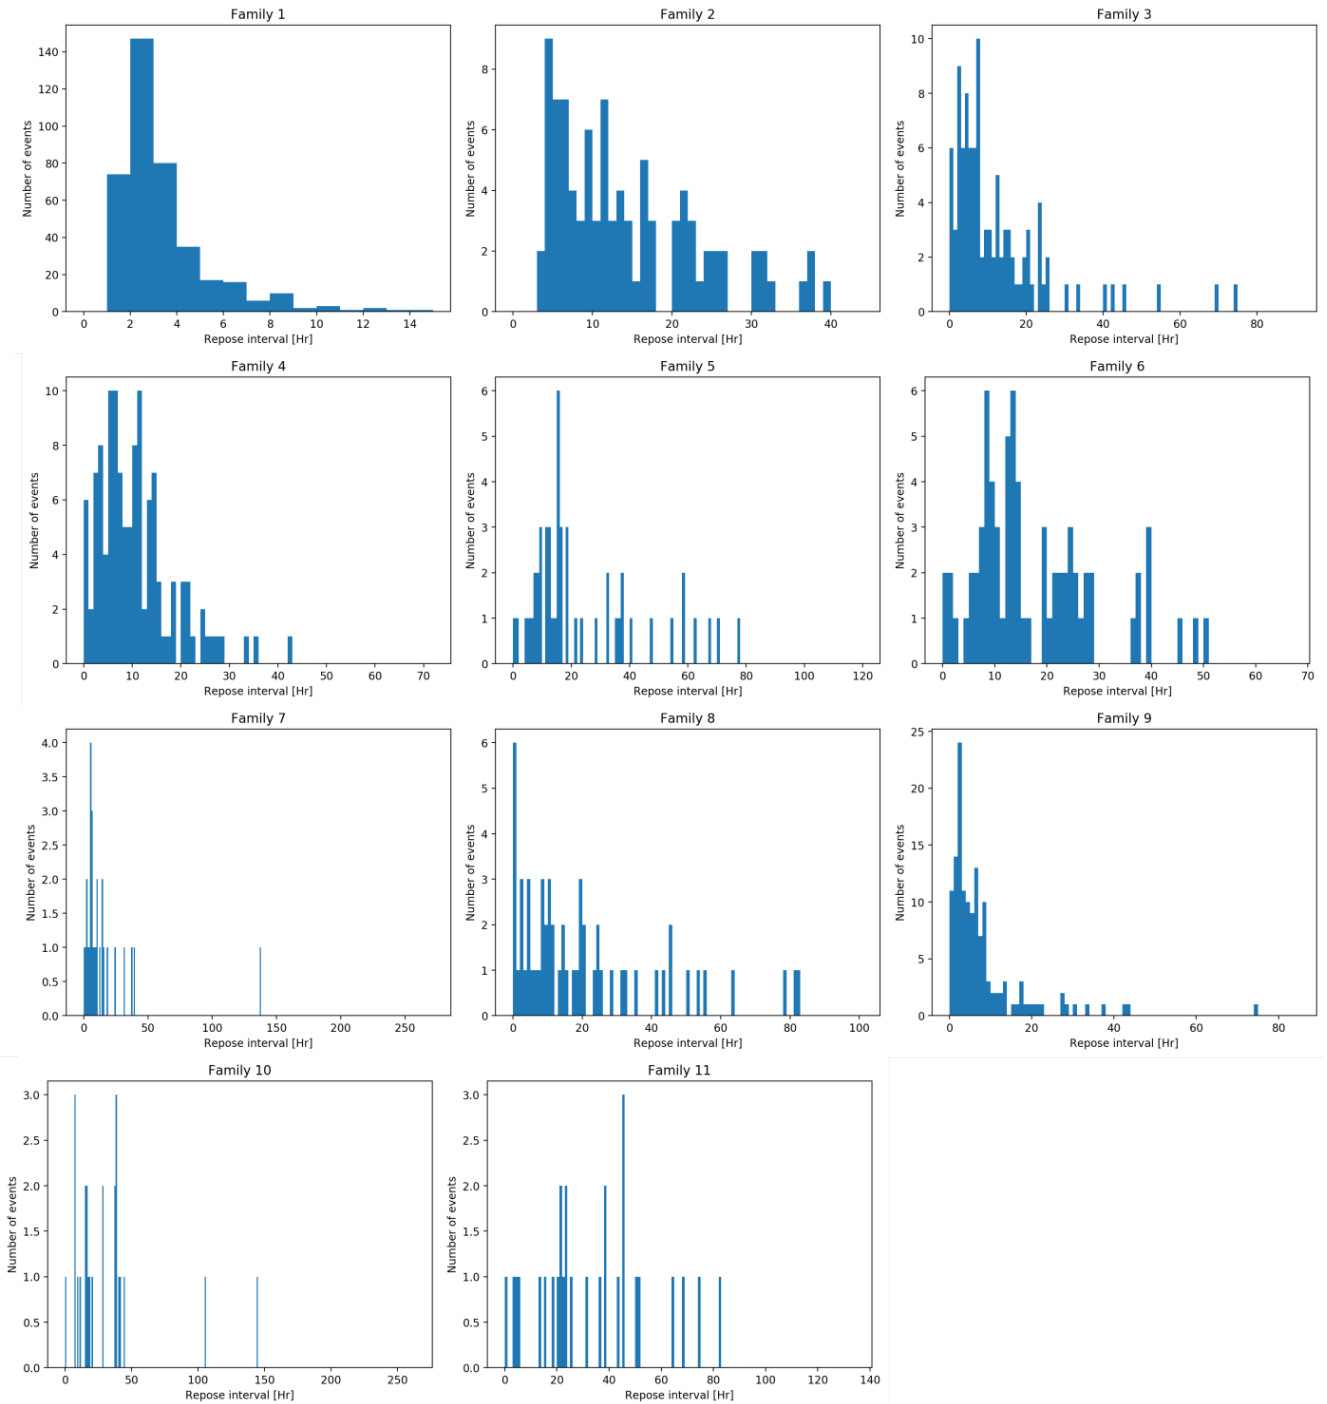 Family 1
Number of events
140
120
100
80
60
40
20
0
0 2 4 6 8 10 12 14
Repose interval [Hr]
Family 2
Number of events
8
6
4
2
0
0 10 20 30 40
Repose interval [Hr]
Family 3
Number of events
10
8
6
4
2
0
0 20 40 60 80
Repose interval [Hr]
Family 4
Number of events
10
8
6
4
2
0
0 10 20 30 40 50 60 70
Repose interval [Hr]
Family 5
Number of events
6
5
4
3
2
1
0
0 20 40 60 80 100 120
Repose interval [Hr]
Family 6
Number of events
6
5
4
3
2
1
0
0 10 20 30 40 50 60 70
Repose interval [Hr]
Family 7
Number of events
4.0
3.5
3.0
2.5
2.0
1.5
1.0
0.5
0.0
0 50 100 150 200 250
Repose interval [Hr]
Family 8
Number of events
6
5
4
3
2
1
0
0 20 40 60 80 100
Repose interval [Hr]
Family 9
Number of events
25
20
15
10
5
0
0 20 40 60 80
Repose interval [Hr]
Family 10
Number of events
3.0
2.5
2.0
1.5
1.0
0.5
0.0
0 50 100 150 200 250
Repose interval [Hr]
Family 11
Number of events
3.0
2.5
2.0
1.5
1.0
0.5
0.0
0 20 40 60 80 100 120 140
Repose interval [Hr]